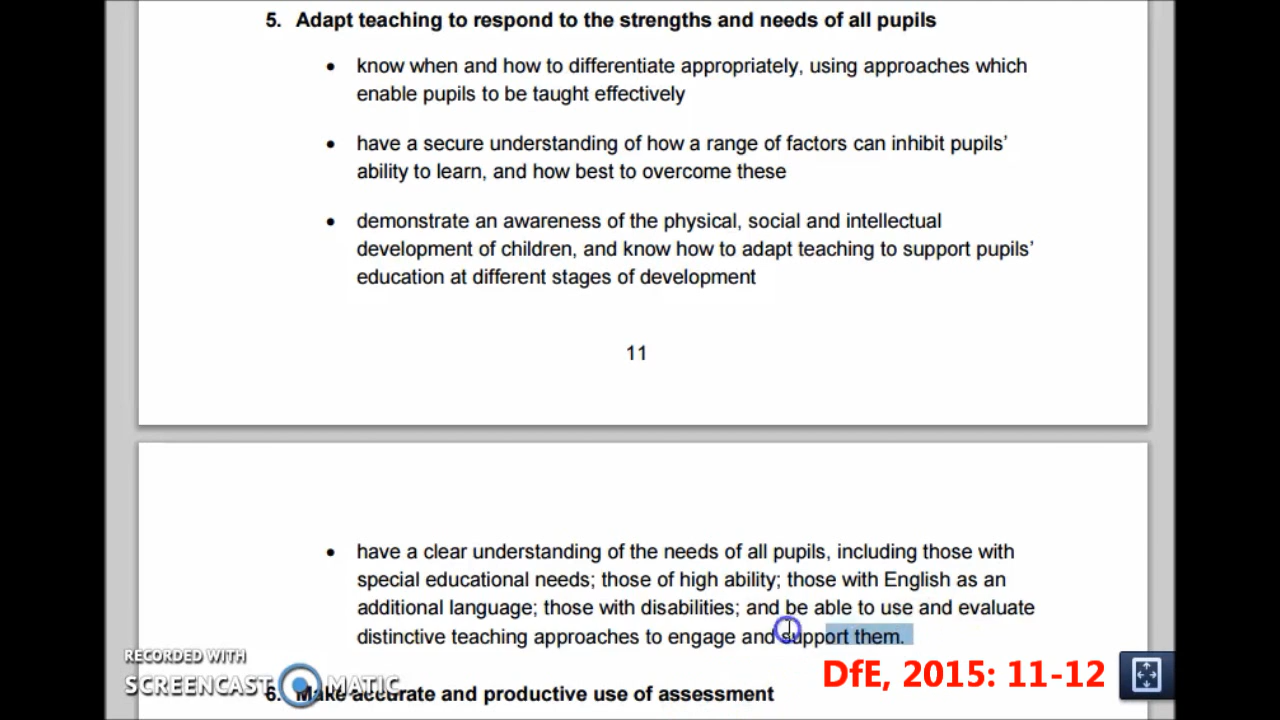 5. Adapt teaching to respond to the strengths and needs of all pupils
• know when and how to differentiate appropriately, using approaches which
enable pupils to be taught effectively
• have a secure understanding of how a range of factors can inhibit pupils’
ability to learn, and how best to overcome these
• demonstrate an awareness of the physical, social and intellectual
development of children, and know how to adapt teaching to support pupils’
education at different stages of development
11
• have a clear understanding of the needs of all pupils, including those with
special educational needs; those of high ability; those with English as an
additional language; those with disabilities; and be able to use and evaluate
distinctive teaching approaches to engage and support them.
RECORDED WITH
SCREENCAST MATIC
DfE, 2015: 11-12
6. Make accurate and productive use of assessment